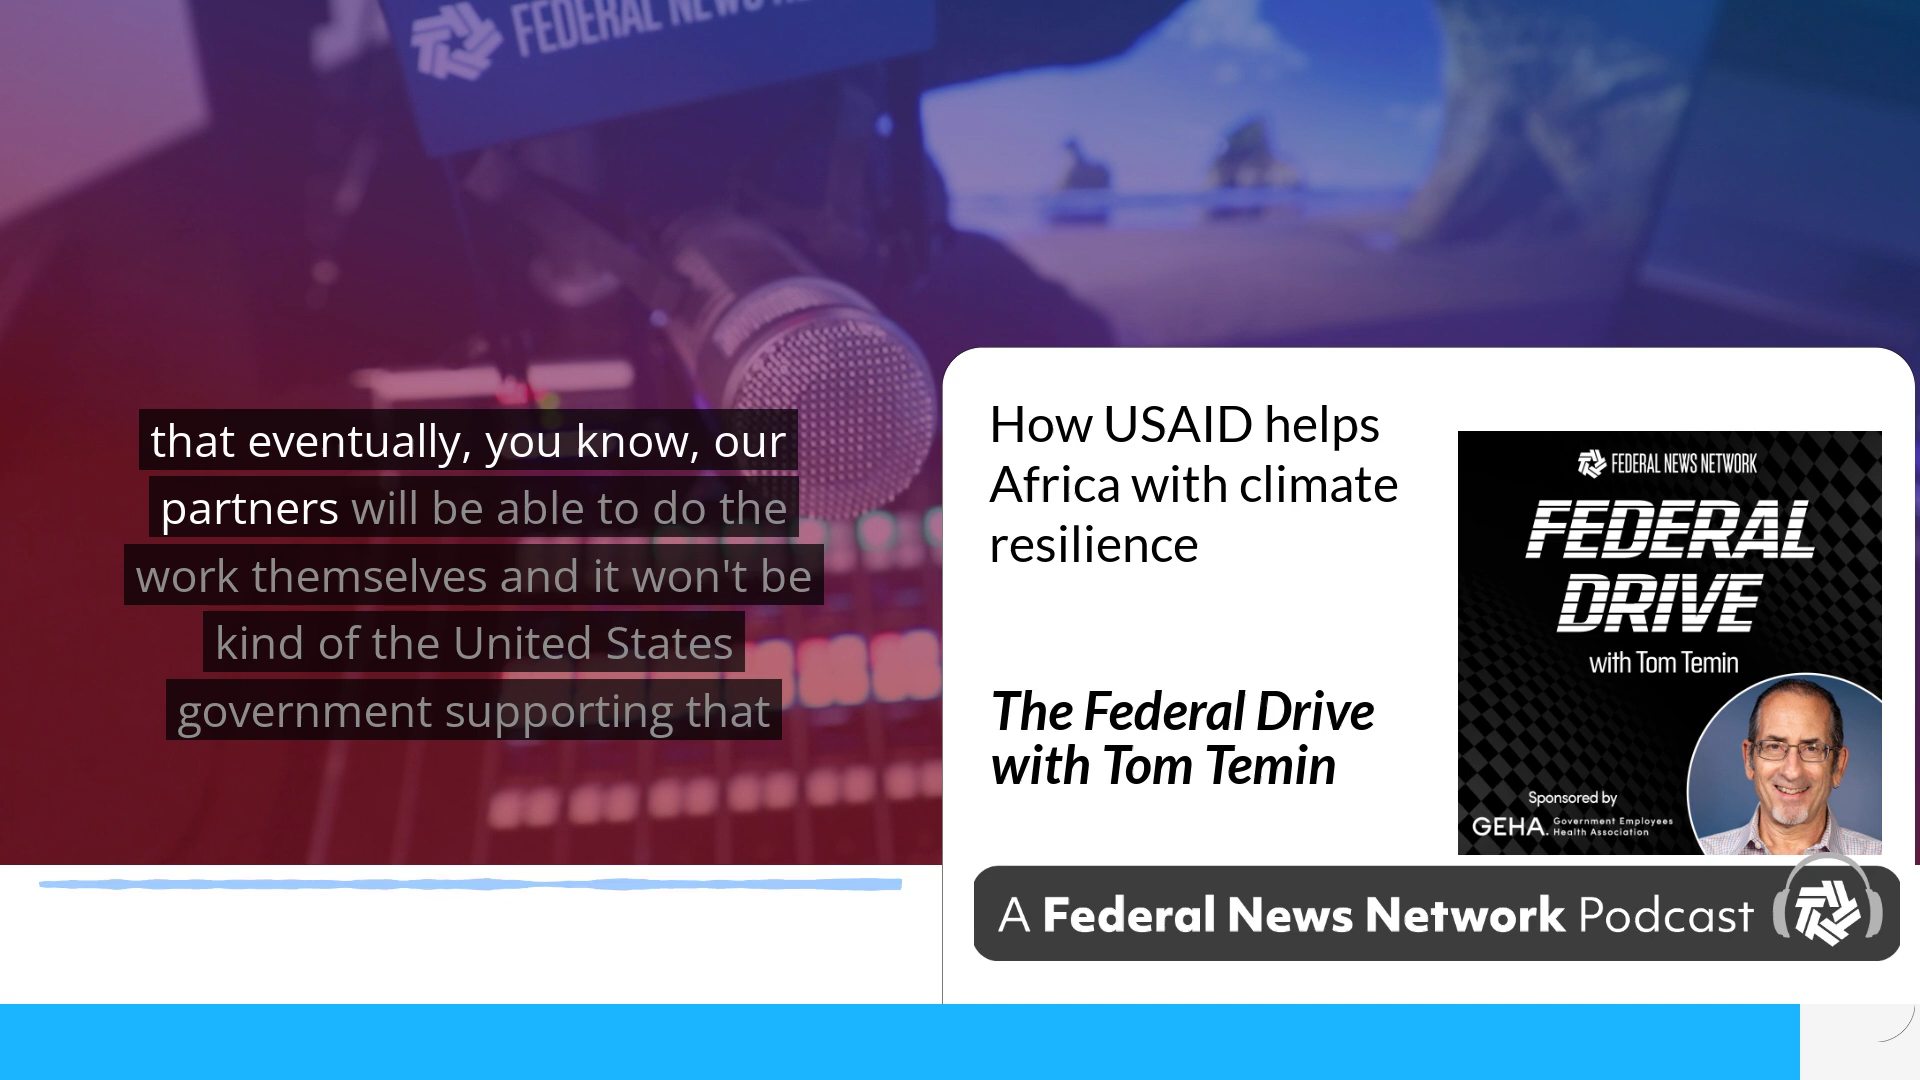 FEDERAL NEWS
that eventually, you know, our
partners will be able to do the
work themselves and it won't be
kind of the United States
government supporting that
How USAID helps
Africa with climate
resilience
The Federal Drive
with Tom Temin
FEDERAL NEWS NETWORK
FEDERAL
DRIVE
with Tom Temin
Sponsored by
GEHA. Government Employees
Health Association
A Federal News Network Podcast